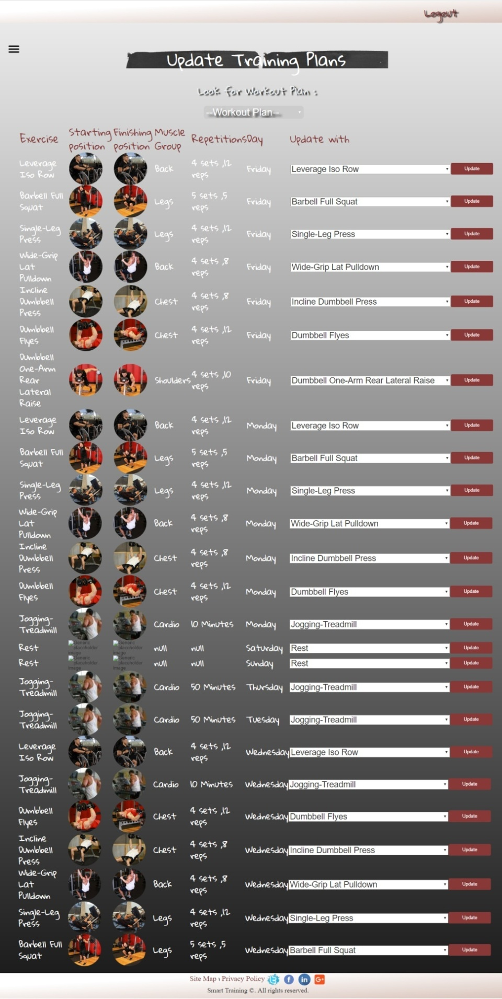 Logout
Update Training Plans
Look for Workout Plan :
--Workout Plan--
Exercise Starting position Finishing position Muscle Group Repetitions Day Update with
Leverage Iso Row Back 4 sets ,12 reps Friday Leverage Iso Row Update
Barbell Full Squat Legs 5 sets ,5 reps Friday Barbell Full Squat Update
Single-Leg Press Legs 4 sets ,12 reps Friday Single-Leg Press Update
Wide-Grip Lat Pulldown Back 4 sets ,8 reps Friday Wide-Grip Lat Pulldown Update
Incline Dumbbell Press Chest 4 sets ,8 reps Friday Incline Dumbbell Press Update
Dumbbell Flyes Chest 4 sets ,12 reps Friday Dumbbell Flyes Update
Dumbbell One-Arm Rear Lateral Raise Shoulders 4 sets ,10 reps Friday Dumbbell One-Arm Rear Lateral Raise Update
Leverage Iso Row Back 4 sets ,12 reps Monday Leverage Iso Row Update
Barbell Full Squat Legs 5 sets ,5 reps Monday Barbell Full Squat Update
Single-Leg Press Legs 4 sets ,12 reps Monday Single-Leg Press Update
Wide-Grip Lat Pulldown Back 4 sets ,8 reps Monday Wide-Grip Lat Pulldown Update
Incline Dumbbell Press Chest 4 sets ,8 reps Monday Incline Dumbbell Press Update
Dumbbell Flyes Chest 4 sets ,12 reps Monday Dumbbell Flyes Update
Jogging-Treadmill Cardio 10 Minutes Monday Jogging-Treadmill Update
Rest Generic placeholder image Generic placeholder image null null Saturday Rest Update
Rest Generic placeholder image Generic placeholder image null null Sunday Rest Update
Jogging-Treadmill Cardio 50 Minutes Thursday Jogging-Treadmill Update
Jogging-Treadmill Cardio 50 Minutes Tuesday Jogging-Treadmill Update
Leverage Iso Row Back 4 sets ,12 reps Wednesday Leverage Iso Row Update
Jogging-Treadmill Cardio 10 Minutes Wednesday Jogging-Treadmill Update
Dumbbell Flyes Chest 4 sets ,12 reps Wednesday Dumbbell Flyes Update
Incline Dumbbell Press Chest 4 sets ,8 reps Wednesday Incline Dumbbell Press Update
Wide-Grip Lat Pulldown Back 4 sets ,8 reps Wednesday Wide-Grip Lat Pulldown Update
Single-Leg Press Legs 4 sets ,12 reps Wednesday Single-Leg Press Update
Barbell Full Squat Legs 5 sets ,5 reps Wednesday Barbell Full Squat Update
Site Map | Privacy Policy f in G+
Smart Training ©. All rights reserved.